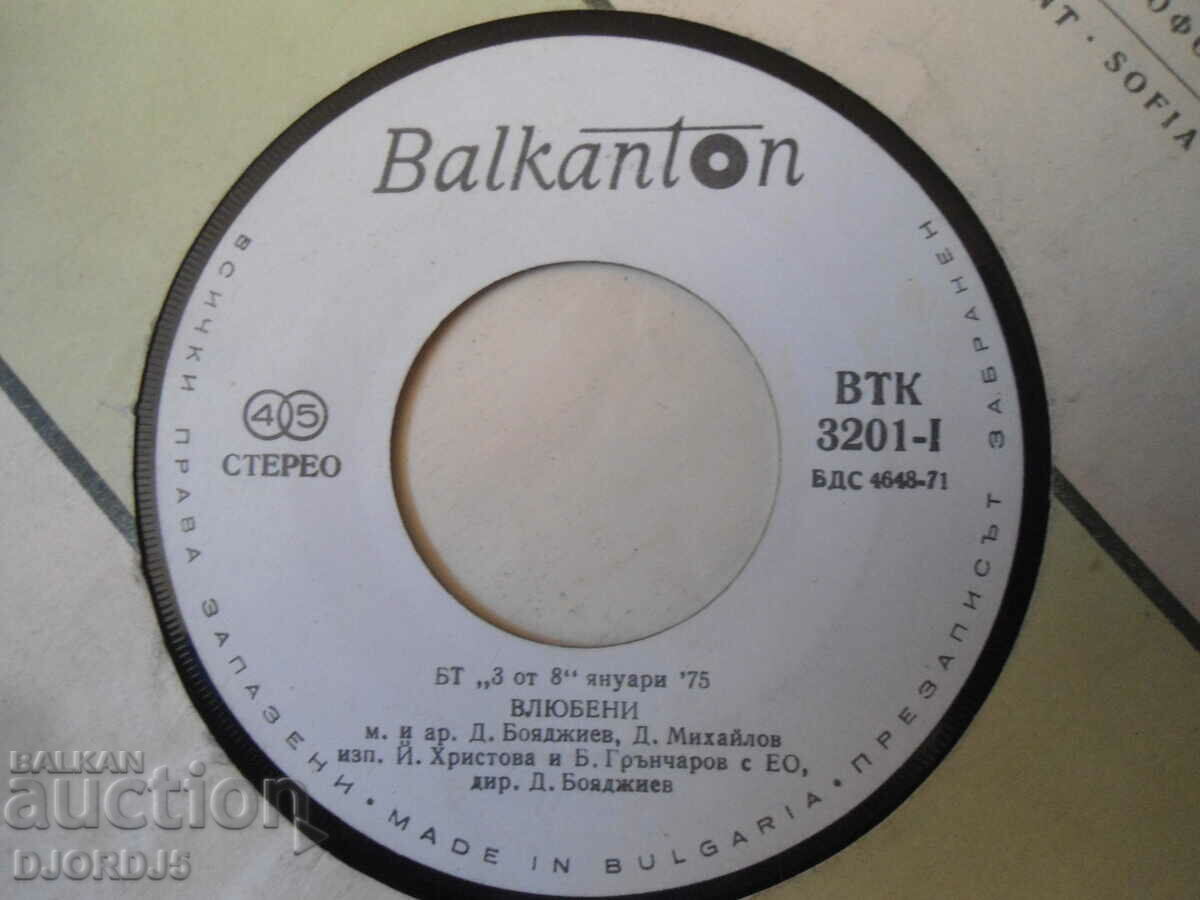 Balkanton
ВСИЧКИ ПРАВА ЗАПАЗЕНИ · MADE IN BULGARIA · ПРЕЗАПИСЪТ ЗАБРАНЕН
45
СТЕРЕО
ВТК
3201-I
БДС 4648-71
БТ „3 от 8“ януари '75
ВЛЮБЕНИ
м. и ар. Д. Бояджиев, Д. Михайлов
изп. Й. Христова и Б. Грънчаров с ЕО,
дир. Д. Бояджиев
NT · SOFIA
BALKAN
auction
DJORDJ5